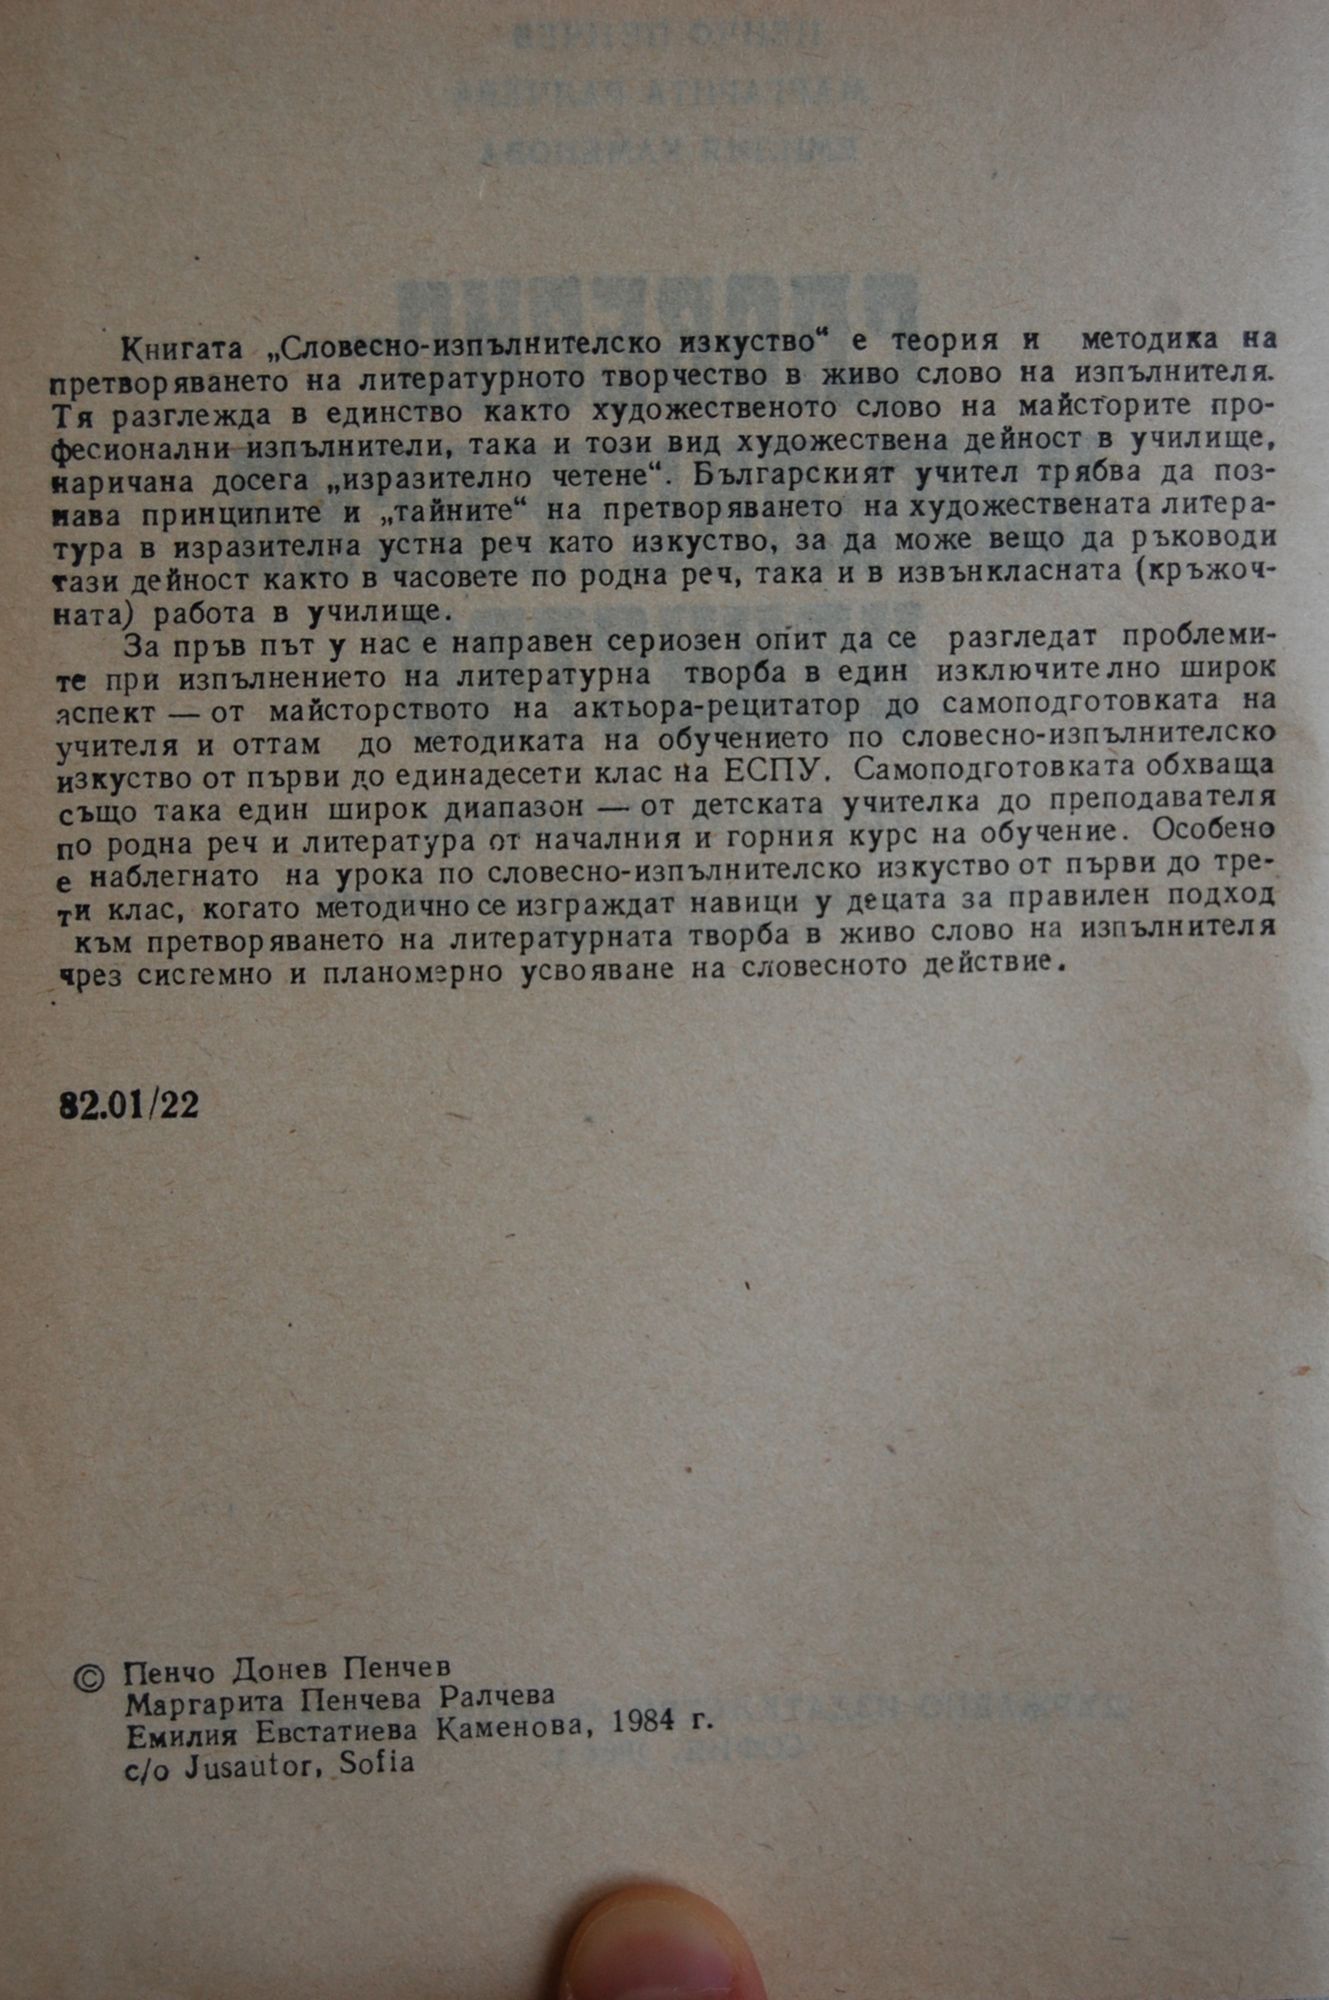 Книгата „Словесно-изпълнителско изкуство“ е теория и методика на
претворяването на литературното творчество в живо слово на изпълнителя.
Тя разглежда в единство както художественото слово на майсторите про-
фесионални изпълнители, така и този вид художествена дейност в училище,
наричана досега „изразително четене“. Българският учител трябва да поз-
нава принципите и „тайните“ на претворяването на художествената литера-
тура в изразителна устна реч като изкуство, за да може вещо да ръководи
тази дейност както в часовете по родна реч, така и в извънкласната (кръжоч-
ната) работа в училище.
За пръв път у нас е направен сериозен опит да се разгледат проблеми-
те при изпълнението на литературна творба в един изключително широк
аспект — от майсторството на актьора-рецитатор до самоподготовката на
учителя и оттам до методиката на обучението по словесно-изпълнителско
изкуство от първи до единадесети клас на ЕСПУ. Самоподготовката обхваща
също така един широк диапазон — от детската учителка до преподавателя
по родна реч и литература от началния и горния курс на обучение. Особено
е наблегнато на урока по словесно-изпълнителско изкуство от първи до тре-
ти клас, когато методично се изграждат навици у децата за правилен подход
към претворяването на литературната творба в живо слово на изпълнителя
чрез системно и планомерно усвояване на словесното действие.
82.01/22
© Пенчо Донев Пенчев
Маргарита Пенчева Ралчева
Емилия Евстатиева Каменова, 1984 г.
c/o Jusautor, Sofia